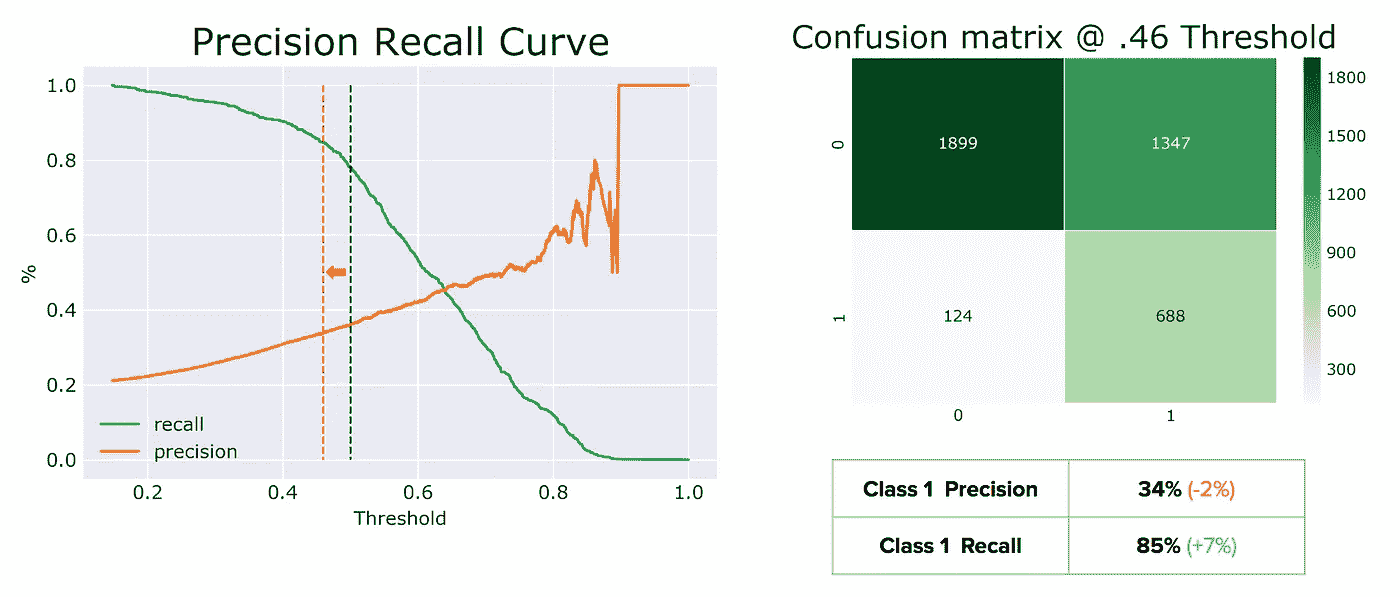 Precision Recall Curve
1.0
0.8
0.6
0.4
0.2
0.0
%
recall
precision
0.2 0.4 0.6 0.8 1.0
Threshold
Confusion matrix @ .46 Threshold
0
1899 1347
1
124 688
0 1
1800
1500
1200
900
600
300
Class 1 Precision 34% (-2%)
Class 1 Recall 85% (+7%)